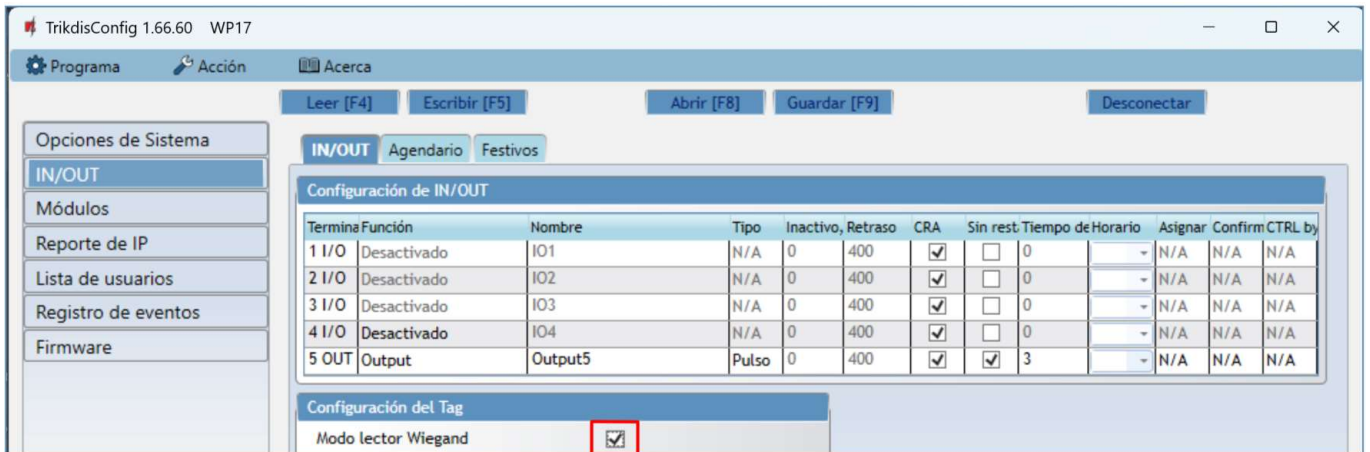 TrikdisConfig 1.66.60 WP17
Programa Acción Acerca
Leer [F4] Escribir [F5] Abrir [F8] Guardar [F9] Desconectar
Opciones de Sistema
IN/OUT
Módulos
Reporte de IP
Lista de usuarios
Registro de eventos
Firmware
IN/OUT Agendario Festivos
Configuración de IN/OUT
Termina Función Nombre Tipo Inactivo, Retraso CRA Sin rest Tiempo de Horario Asignar Confirm CTRL by
1 I/O Desactivado IO1 N/A 0 400 0 N/A N/A N/A
2 I/O Desactivado IO2 N/A 0 400 0 N/A N/A N/A
3 I/O Desactivado IO3 N/A 0 400 0 N/A N/A N/A
4 I/O Desactivado IO4 N/A 0 400 0 N/A N/A N/A
5 OUT Output Output5 Pulso 0 400 3 N/A N/A N/A
Configuración del Tag
Modo lector Wiegand